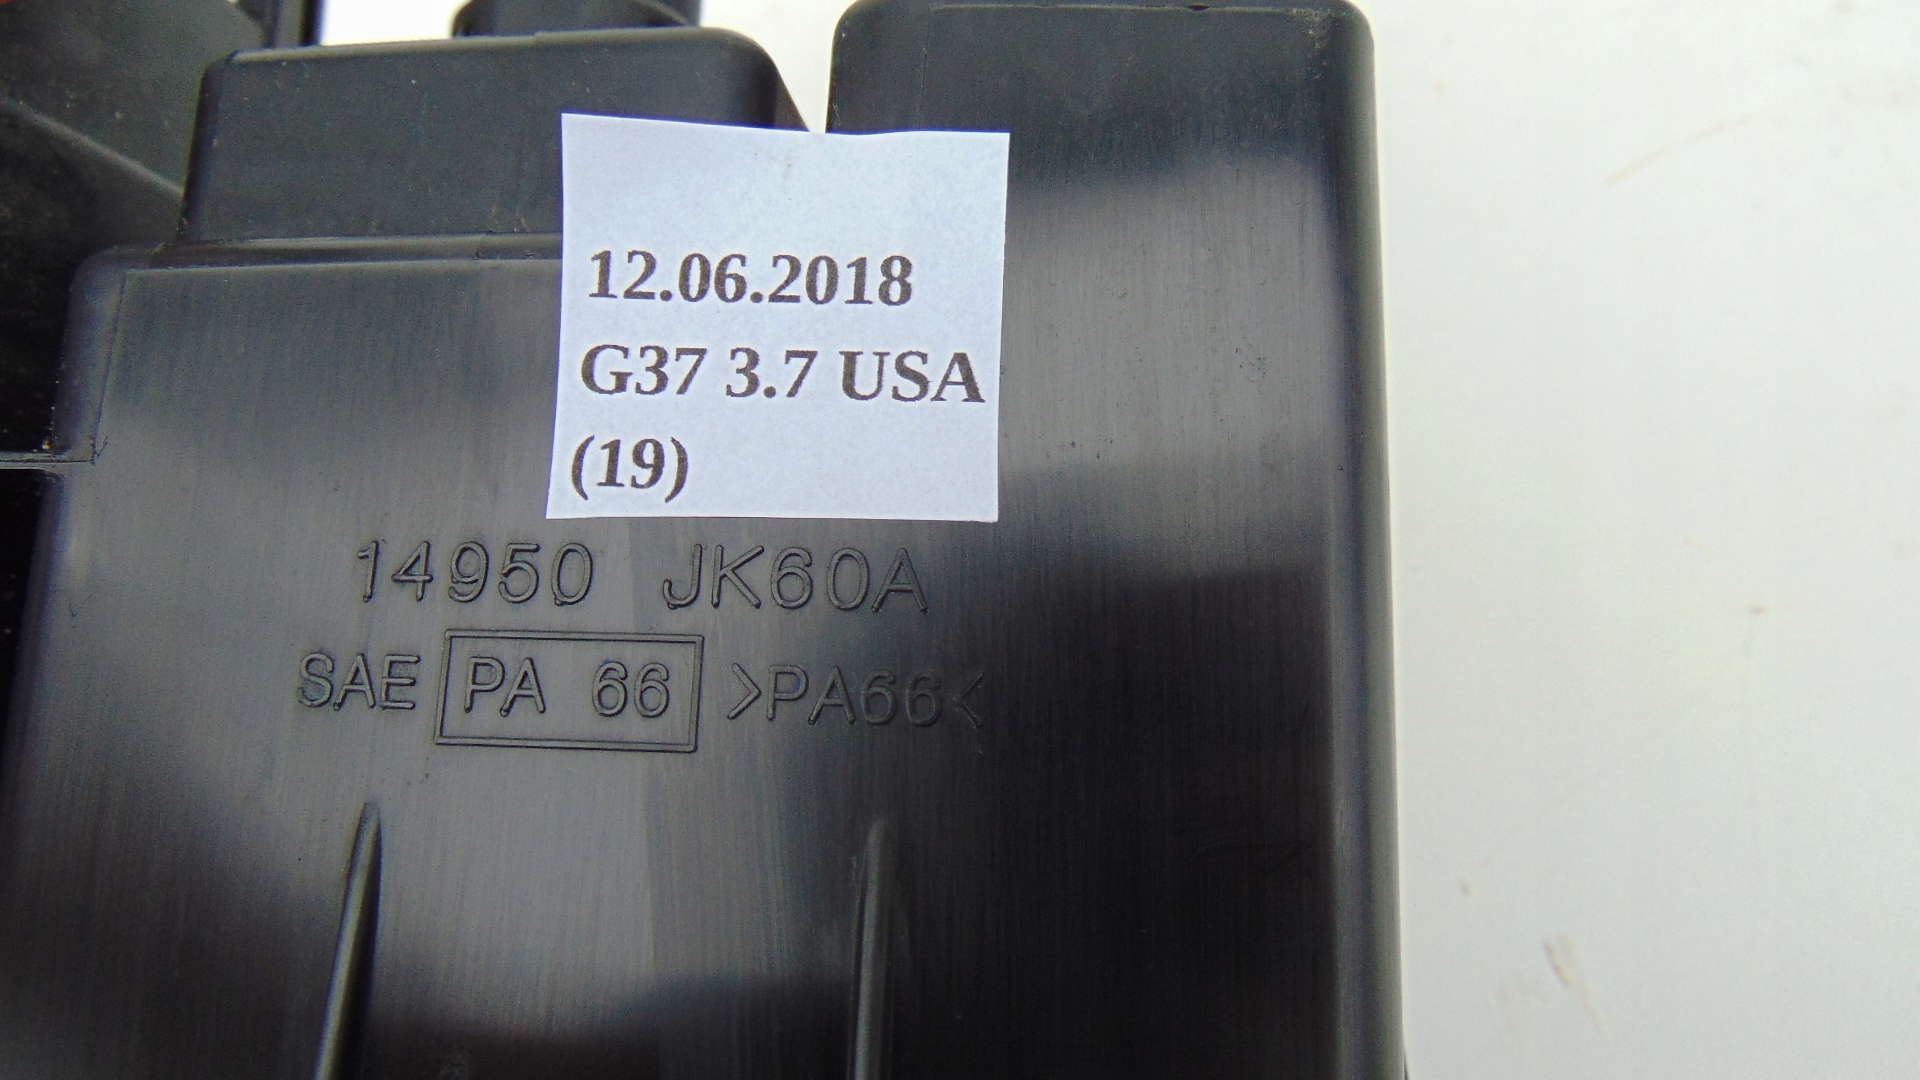 12.06.2018
G37 3.7 USA
(19)
14950 JK60A
SAE PA 66 >PA66<